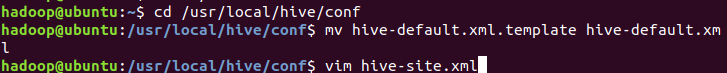 hadoop@ubuntu:~$ cd /usr/local/hive/conf
hadoop@ubuntu:/usr/local/hive/conf$ mv hive-default.xml.template hive-default.xm
l
hadoop@ubuntu:/usr/local/hive/conf$ vim hive-site.xml